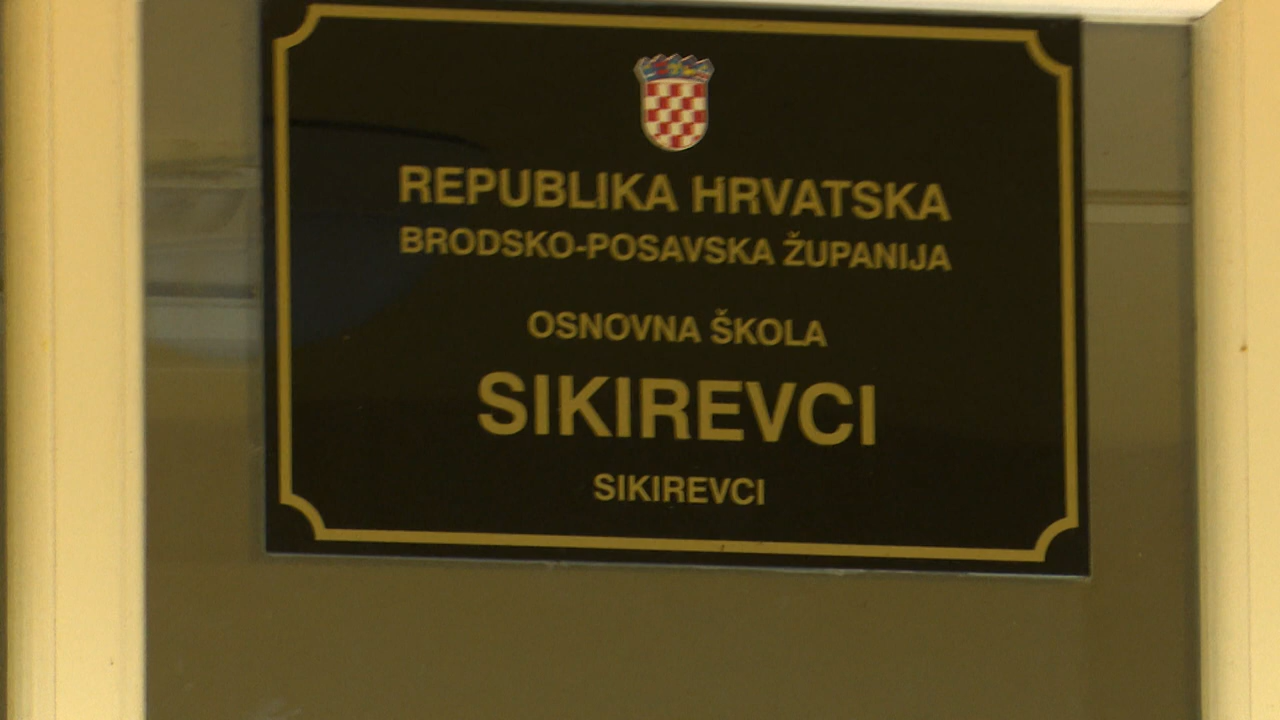 REPUBLIKA HRVATSKA
BRODSKO-POSAVSKA ŽUPANIJA
OSNOVNA ŠKOLA
SIKIREVCI
SIKIREVCI